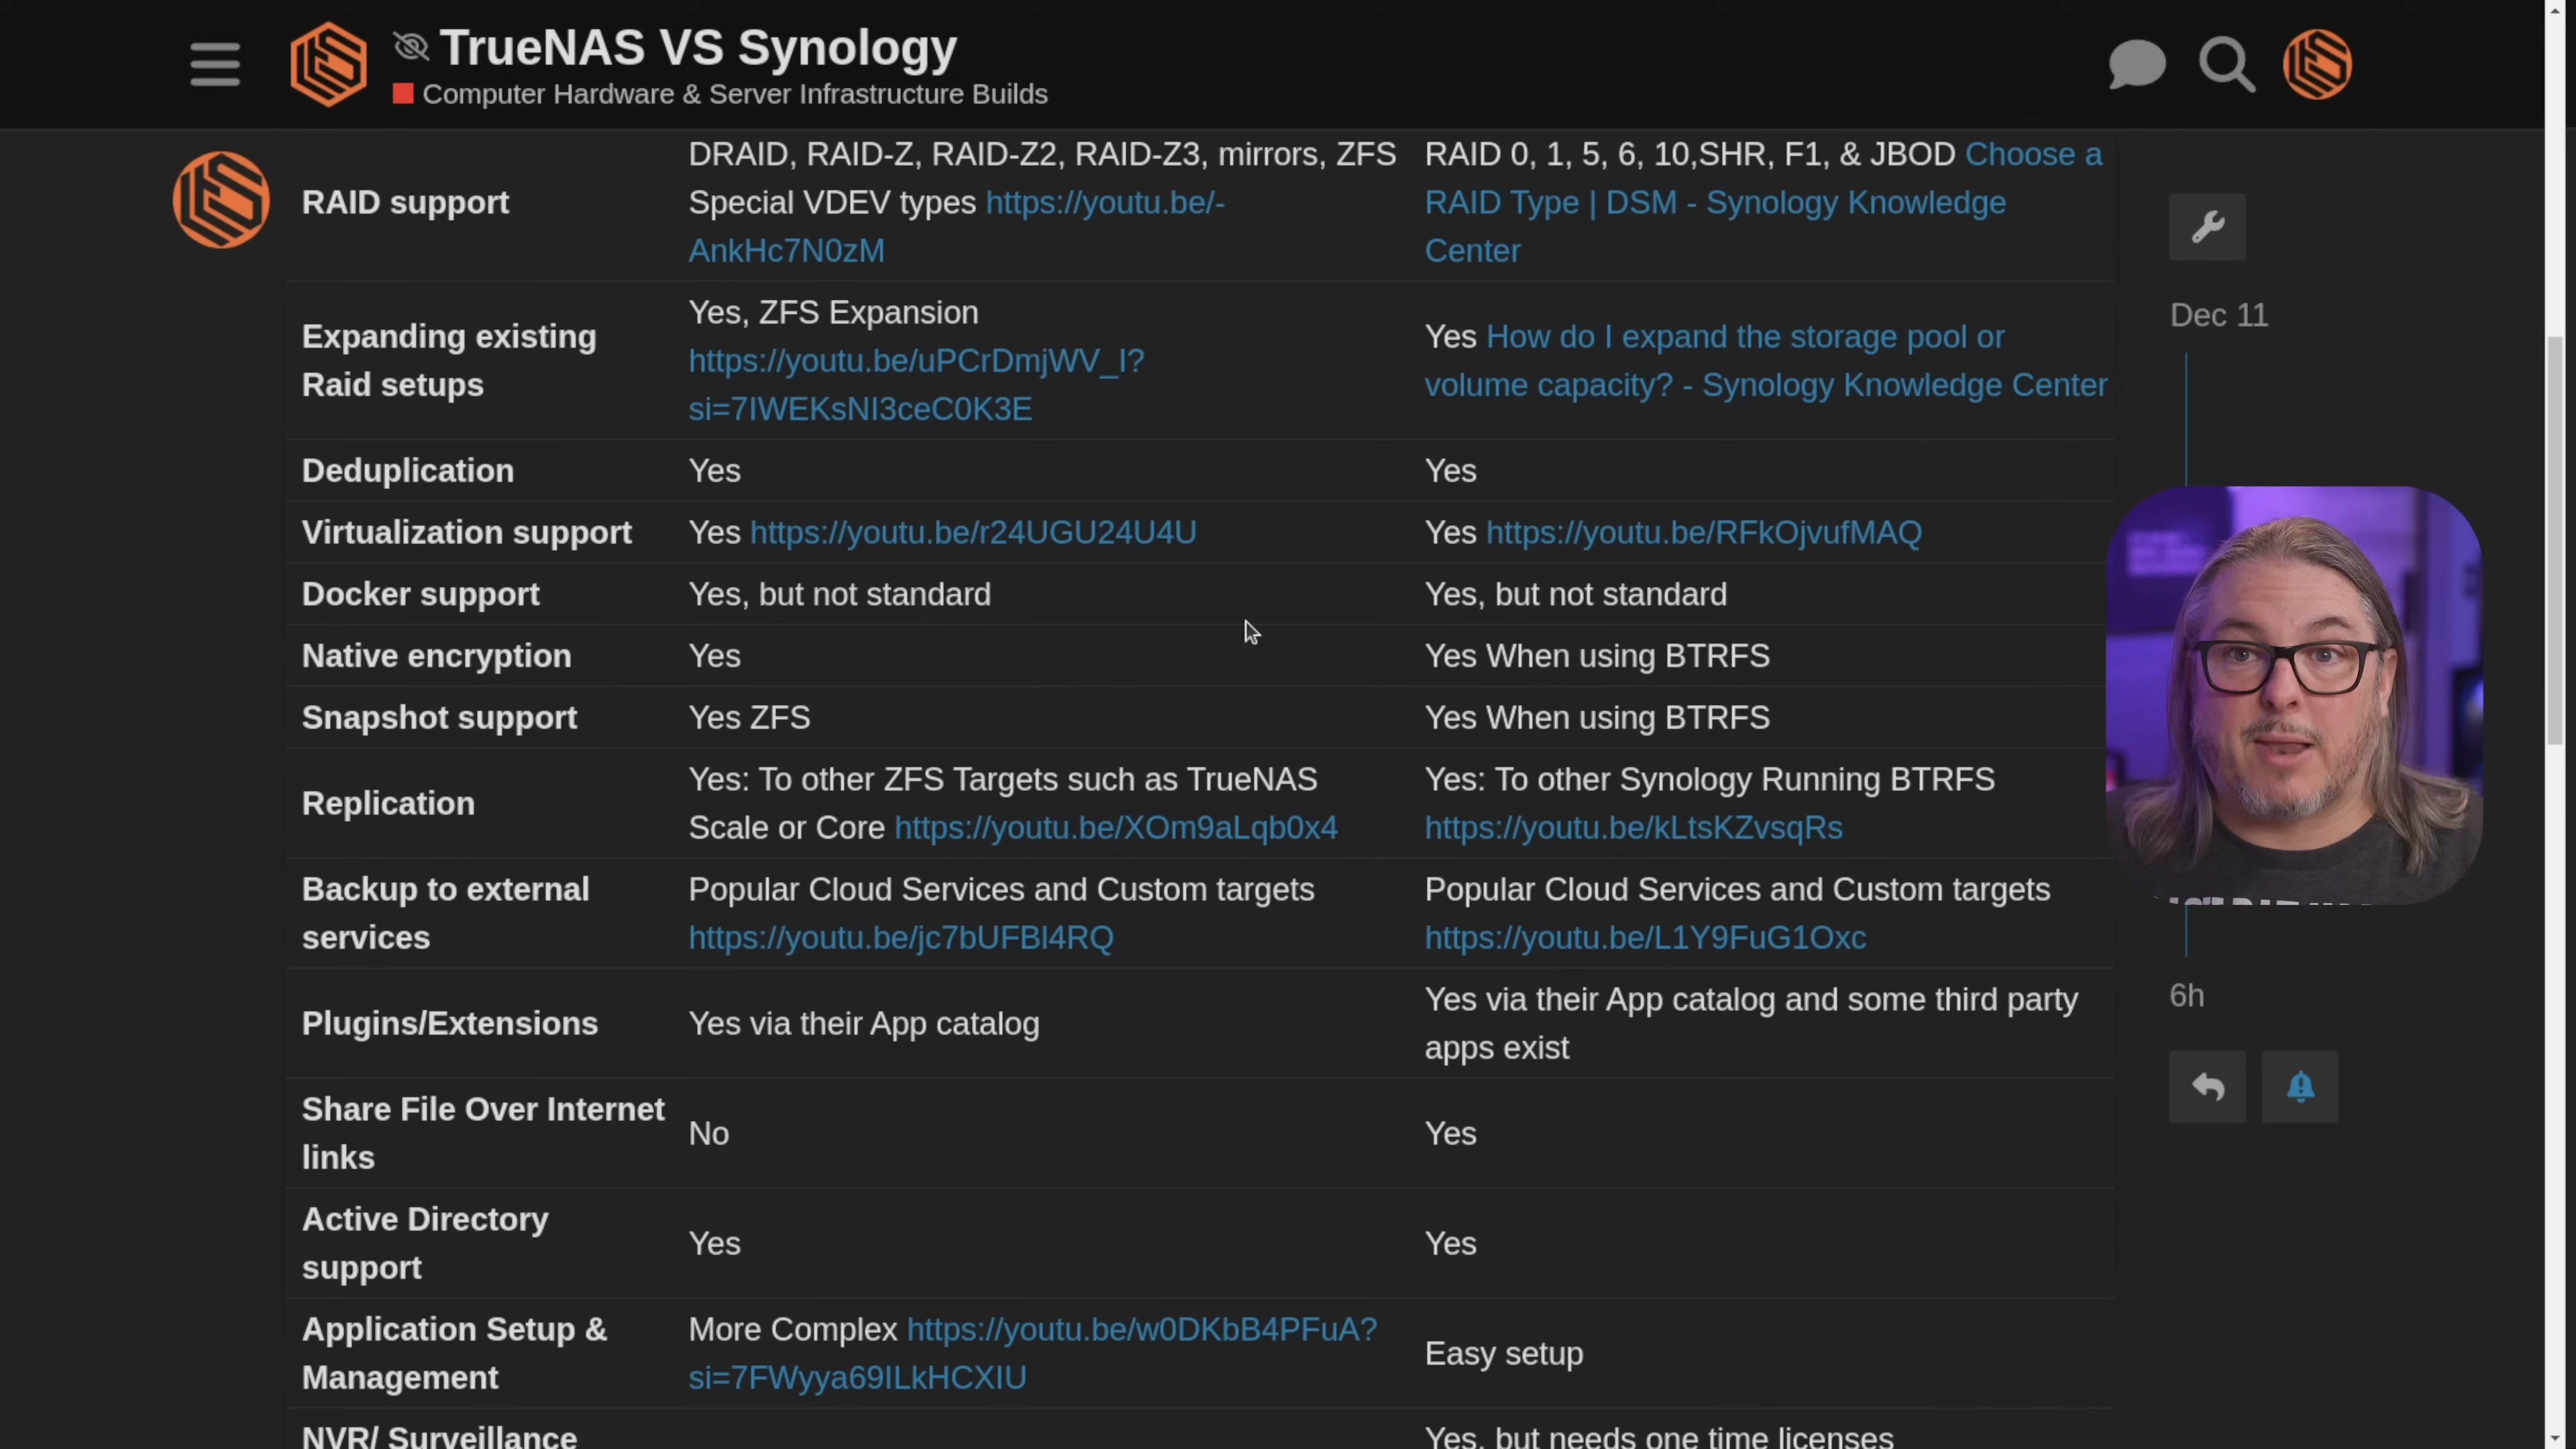 TrueNAS VS Synology
Computer Hardware & Server Infrastructure Builds
RAID support
DRAID, RAID-Z, RAID-Z2, RAID-Z3, mirrors, ZFS
Special VDEV types https://youtu.be/-
AnkHc7N0zM
RAID 0, 1, 5, 6, 10,SHR, F1, & JBOD Choose a
RAID Type | DSM - Synology Knowledge
Center
Expanding existing
Raid setups
Yes, ZFS Expansion
https://youtu.be/uPCrDmjWV_I?
si=7IWEKsNI3ceC0K3E
Yes How do I expand the storage pool or
volume capacity? - Synology Knowledge Center
Deduplication
Yes
Yes
Virtualization support
Yes https://youtu.be/r24UGU24U4U
Yes https://youtu.be/RFkOjvufMAQ
Docker support
Yes, but not standard
Yes, but not standard
Native encryption
Yes
Yes When using BTRFS
Snapshot support
Yes ZFS
Yes When using BTRFS
Replication
Yes: To other ZFS Targets such as TrueNAS
Scale or Core https://youtu.be/XOm9aLqb0x4
Yes: To other Synology Running BTRFS
https://youtu.be/kLtsKZvsqRs
Backup to external
services
Popular Cloud Services and Custom targets
https://youtu.be/jc7bUFBl4RQ
Popular Cloud Services and Custom targets
https://youtu.be/L1Y9FuG1Oxc
Plugins/Extensions
Yes via their App catalog
Yes via their App catalog and some third party
apps exist
Share File Over Internet
links
No
Yes
Active Directory
support
Yes
Yes
Application Setup &
Management
More Complex https://youtu.be/w0DKbB4PFuA?
si=7FWyya69ILkHCXIU
Easy setup
NVR/ Surveillance
Yes, but needs one time licenses
Dec 11
6h